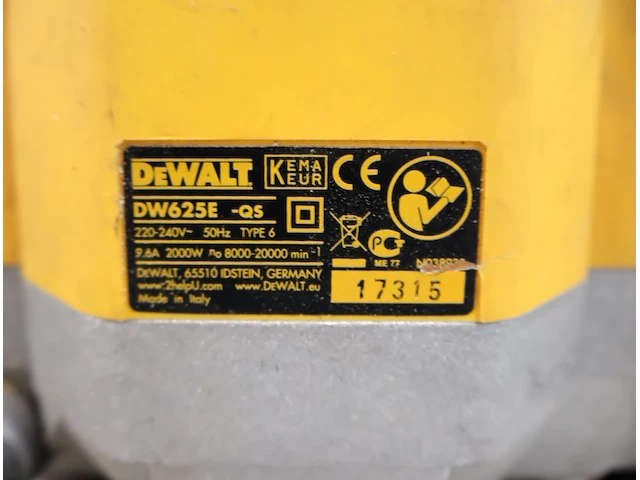 DEWALT KEMA KEUR CE
DW625E -QS
220-240V~ 50Hz TYPE 6
9.6A 2000W n₀ 8000-20000 min⁻¹
DEWALT, 65510 IDSTEIN, GERMANY
www.2helpU.com www.DEWALT.eu
Made in Italy
ME 77
17315